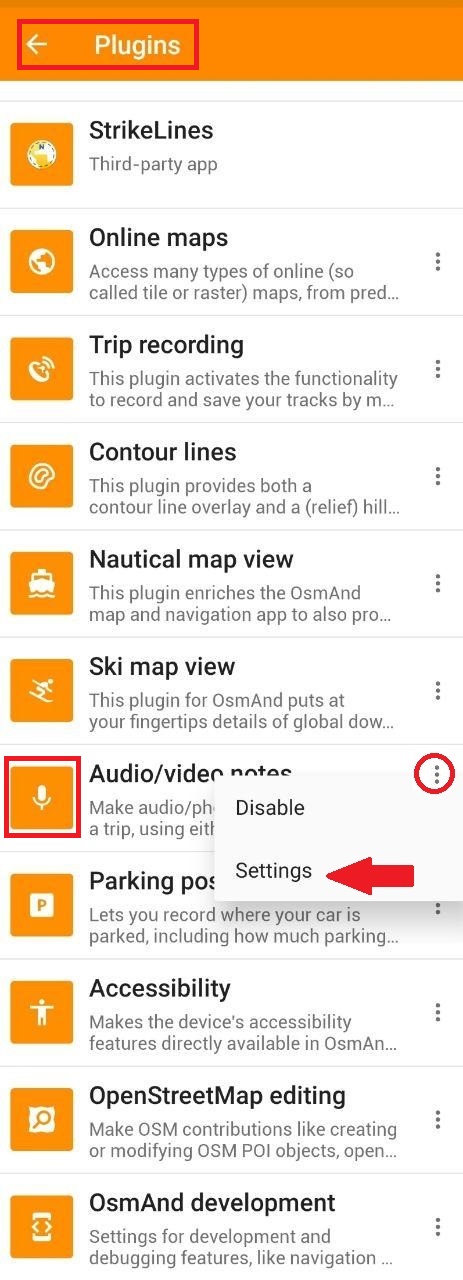 Plugins
StrikeLines
Third-party app
Online maps
Access many types of online (so
called tile or raster) maps, from pred...
Trip recording
This plugin activates the functionality
to record and save your tracks by m...
Contour lines
This plugin provides both a
contour line overlay and a (relief) hill...
Nautical map view
This plugin enriches the OsmAnd
map and navigation app to also pro...
Ski map view
This plugin for OsmAnd puts at
your fingertips details of global dow...
Audio/video notes
Make audio/ph
a trip, using eit
Disable
Settings
Parking pos
Lets you record where your car is
parked, including how much parking...
Accessibility
Makes the device's accessibility
features directly available in OsmAn...
OpenStreetMap editing
Make OSM contributions like creating
or modifying OSM POI objects, open...
OsmAnd development
Settings for development and
debugging features, like navigation ...